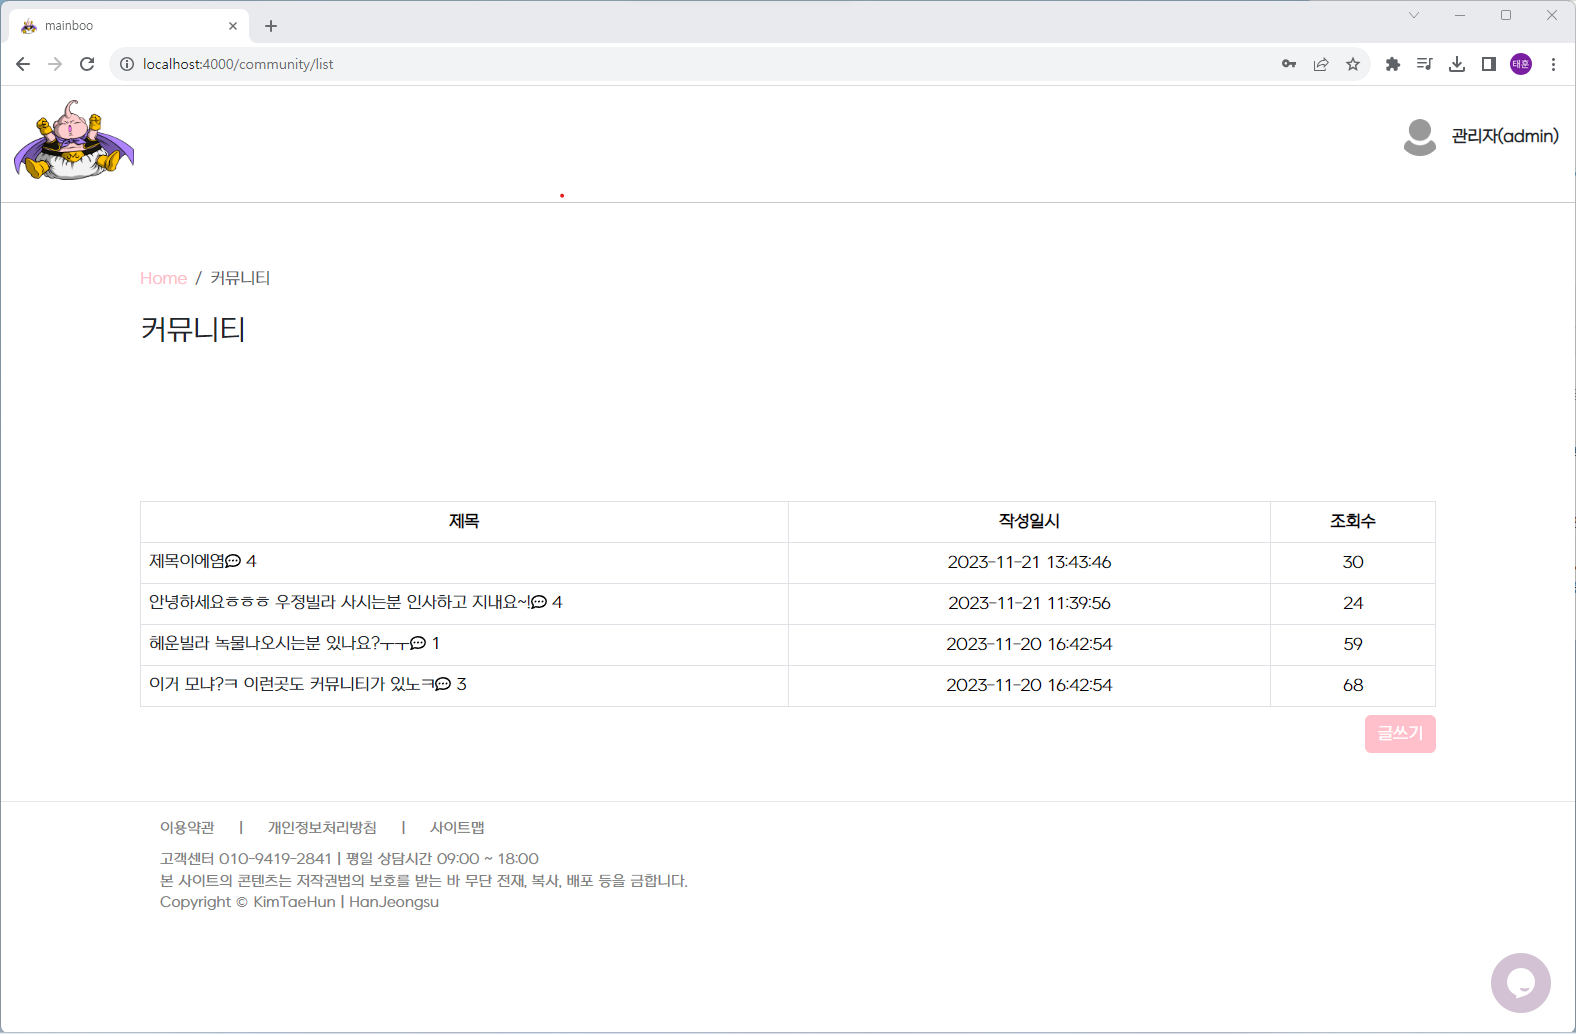 mainboo
localhost:4000/community/list
태훈
관리자(admin)
Home / 커뮤니티
커뮤니티
제목 작성일시 조회수
제목이에염 4 2023-11-21 13:43:46 30
안녕하세요ㅎㅎㅎ 우정빌라 사시는분 인사하고 지내요~! 4 2023-11-21 11:39:56 24
헤운빌라 녹물나오시는분 있나요?ㅜㅜ 1 2023-11-20 16:42:54 59
이거 모냐?ㅋ 이런곳도 커뮤니티가 있노ㅋ 3 2023-11-20 16:42:54 68
글쓰기
이용약관 | 개인정보처리방침 | 사이트맵
고객센터 010-9419-2841 | 평일 상담시간 09:00 ~ 18:00
본 사이트의 콘텐츠는 저작권법의 보호를 받는 바 무단 전재, 복사, 배포 등을 금합니다.
Copyright © KimTaeHun | HanJeongsu